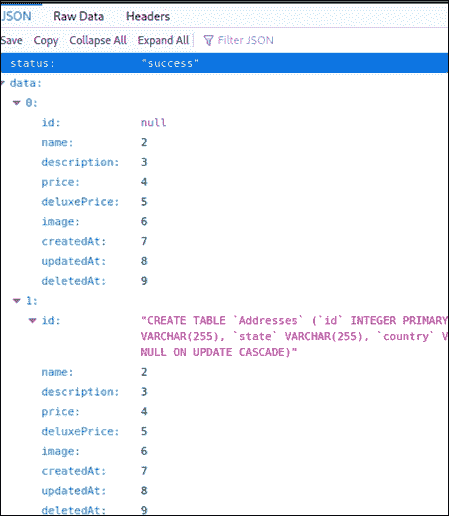 JSON Raw Data Headers
Save Copy Collapse All Expand All Filter JSON
status: "success"
data:
0:
id: null
name: 2
description: 3
price: 4
deluxePrice: 5
image: 6
createdAt: 7
updatedAt: 8
deletedAt: 9
1:
id: "CREATE TABLE `Addresses` (`id` INTEGER PRIMARY
VARCHAR(255), `state` VARCHAR(255), `country` V
NULL ON UPDATE CASCADE)"
name: 2
description: 3
price: 4
deluxePrice: 5
image: 6
createdAt: 7
updatedAt: 8
deletedAt: 9